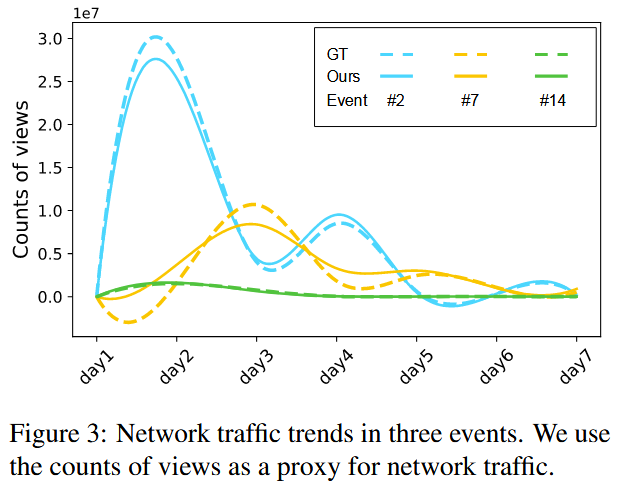 1e7
Counts of views
3.0
2.5
2.0
1.5
1.0
0.5
0.0
GT
Ours
Event #2 #7 #14
day1 day2 day3 day4 day5 day6 day7
Figure 3: Network traffic trends in three events. We use
the counts of views as a proxy for network traffic.